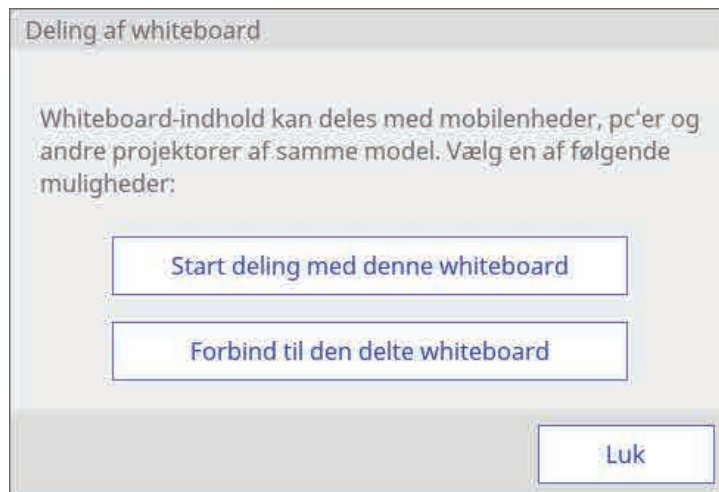 Deling af whiteboard
Whiteboard-indhold kan deles med mobilenheder, pc'er og
andre projektorer af samme model. Vælg en af følgende
muligheder:
Start deling med denne whiteboard
Forbind til den delte whiteboard
Luk